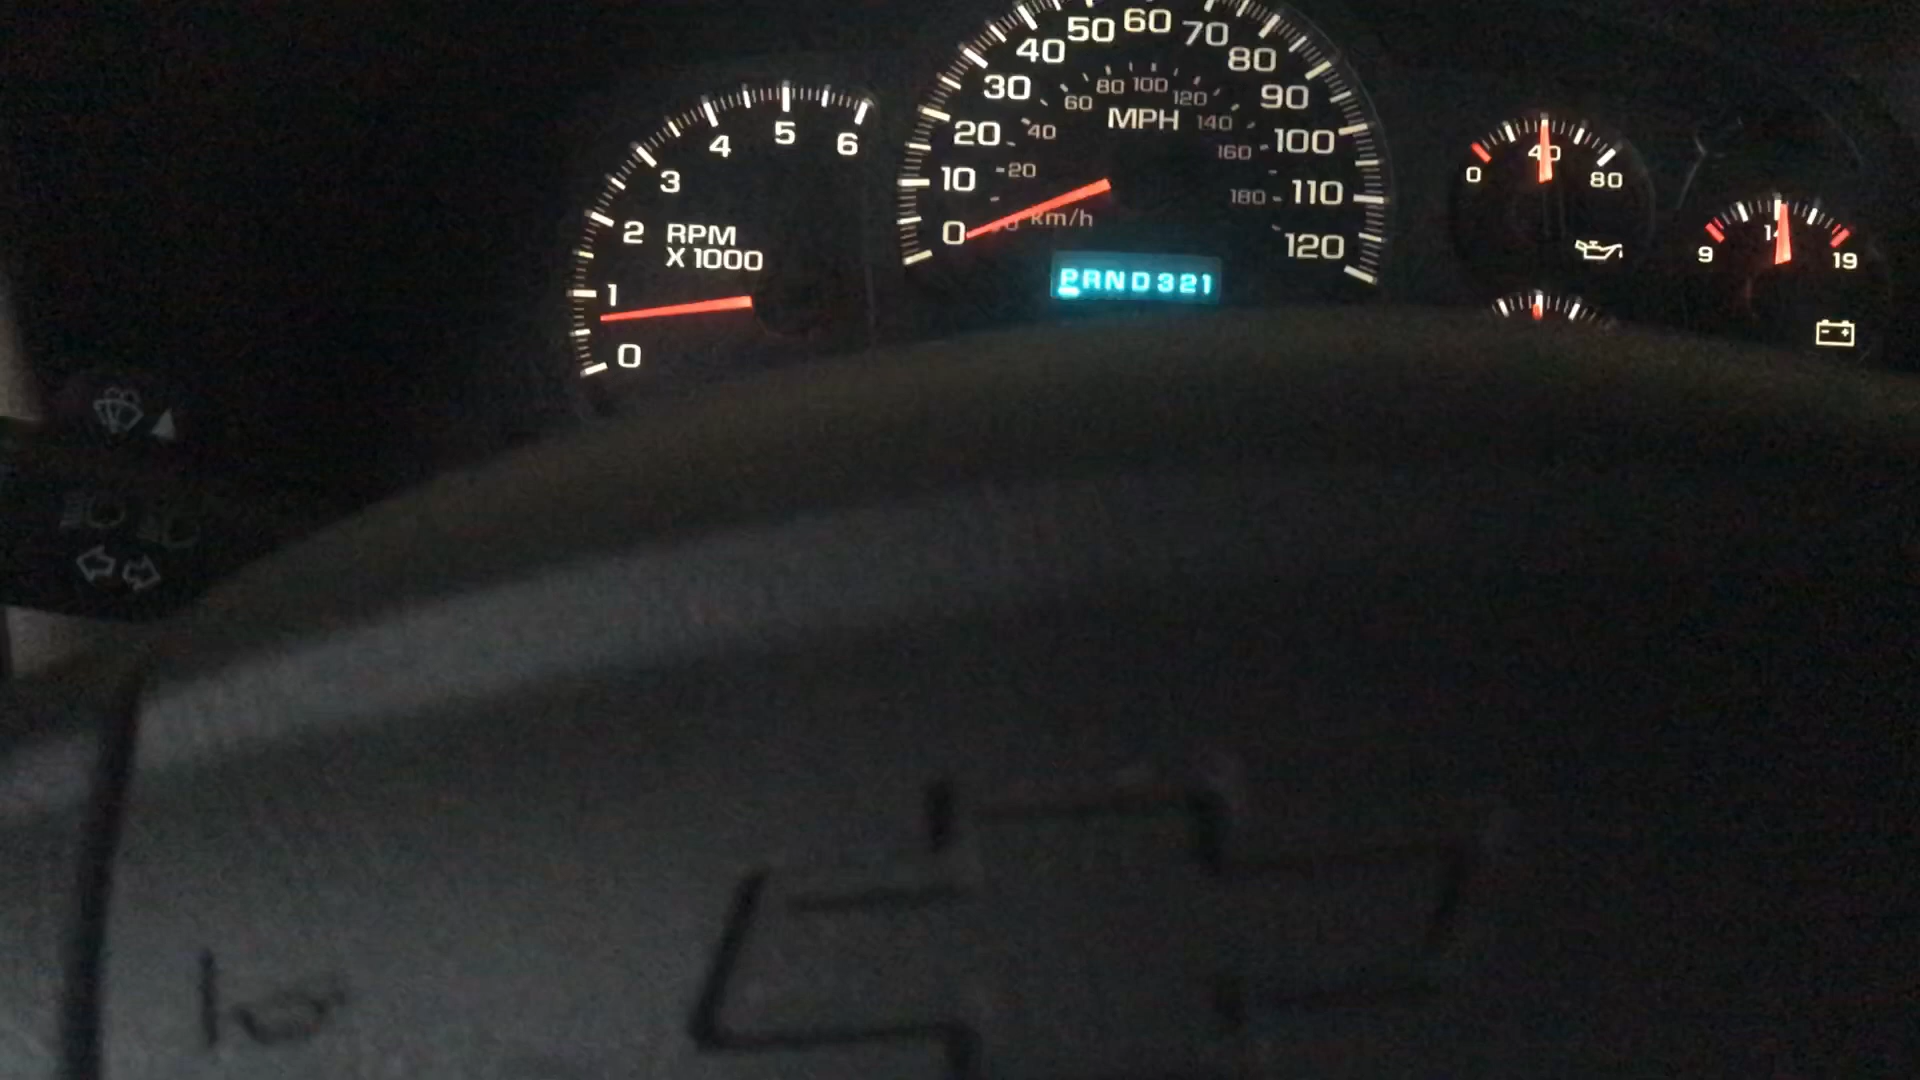 0 1 2 3 4 5 6
RPM
X 1000
0 10 20 30 40 50 60 70 80 90 100 110 120
20 40 60 80 100 120 140 160 180
MPH
km/h
PRND321
0 40 80
9 14 19